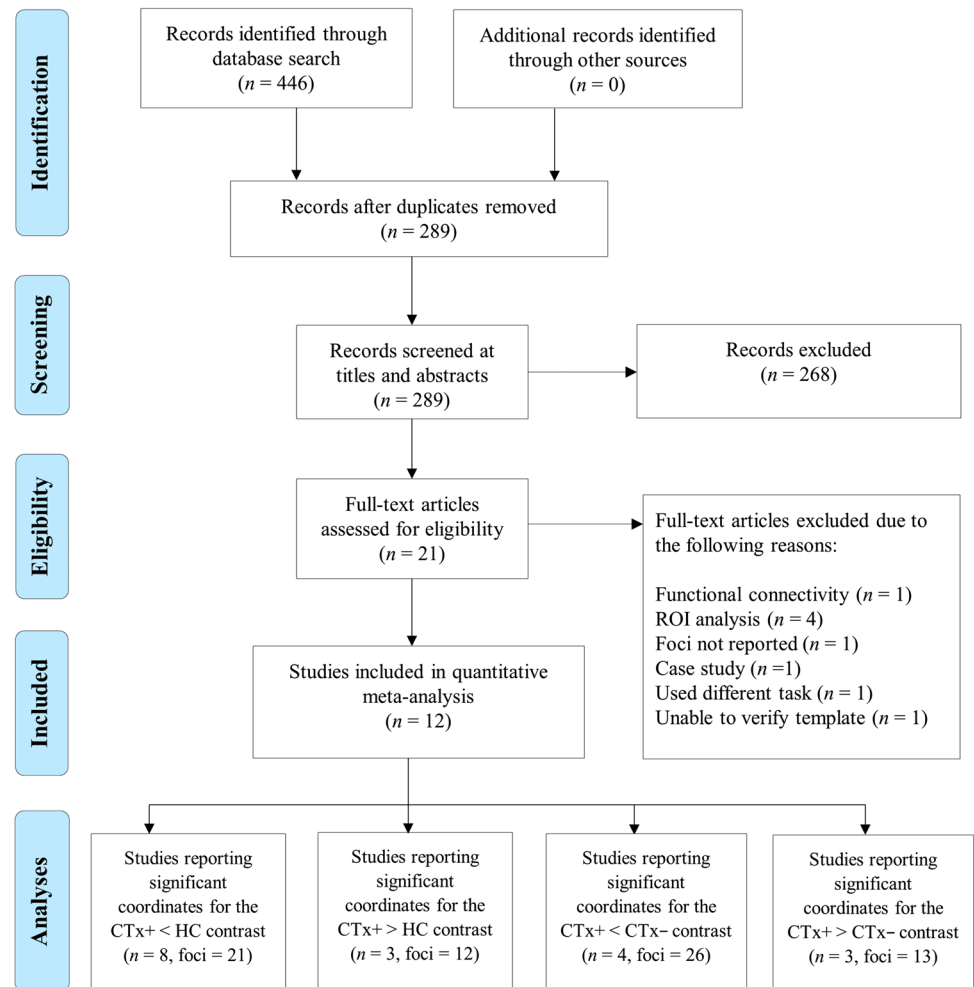 Identification
Records identified through
database search
(n = 446)
Additional records identified
through other sources
(n = 0)
Records after duplicates removed
(n = 289)
Screening
Records screened at
titles and abstracts
(n = 289)
Records excluded
(n = 268)
Eligibility
Full-text articles
assessed for eligibility
(n = 21)
Full-text articles excluded due to
the following reasons:
Functional connectivity (n = 1)
ROI analysis (n = 4)
Foci not reported (n = 1)
Case study (n =1)
Used different task (n = 1)
Unable to verify template (n = 1)
Included
Studies included in quantitative
meta-analysis
(n = 12)
Analyses
Studies reporting
significant
coordinates for the
CTx+ < HC contrast
(n = 8, foci = 21)
Studies reporting
significant
coordinates for the
CTx+ > HC contrast
(n = 3, foci = 12)
Studies reporting
significant
coordinates for the
CTx+ < CTx− contrast
(n = 4, foci = 26)
Studies reporting
significant
coordinates for the
CTx+ > CTx− contrast
(n = 3, foci = 13)